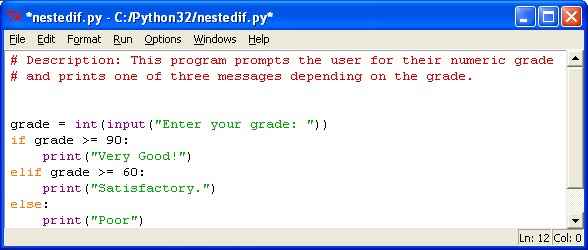 *nestedif.py - C:/Python32/nestedif.py*
File Edit Format Run Options Windows Help
# Description: This program prompts the user for their numeric grade
# and prints one of three messages depending on the grade.
grade = int(input("Enter your grade: "))
if grade >= 90:
    print("Very Good!")
elif grade >= 60:
    print("Satisfactory.")
else:
    print("Poor")
Ln: 12 Col: 0